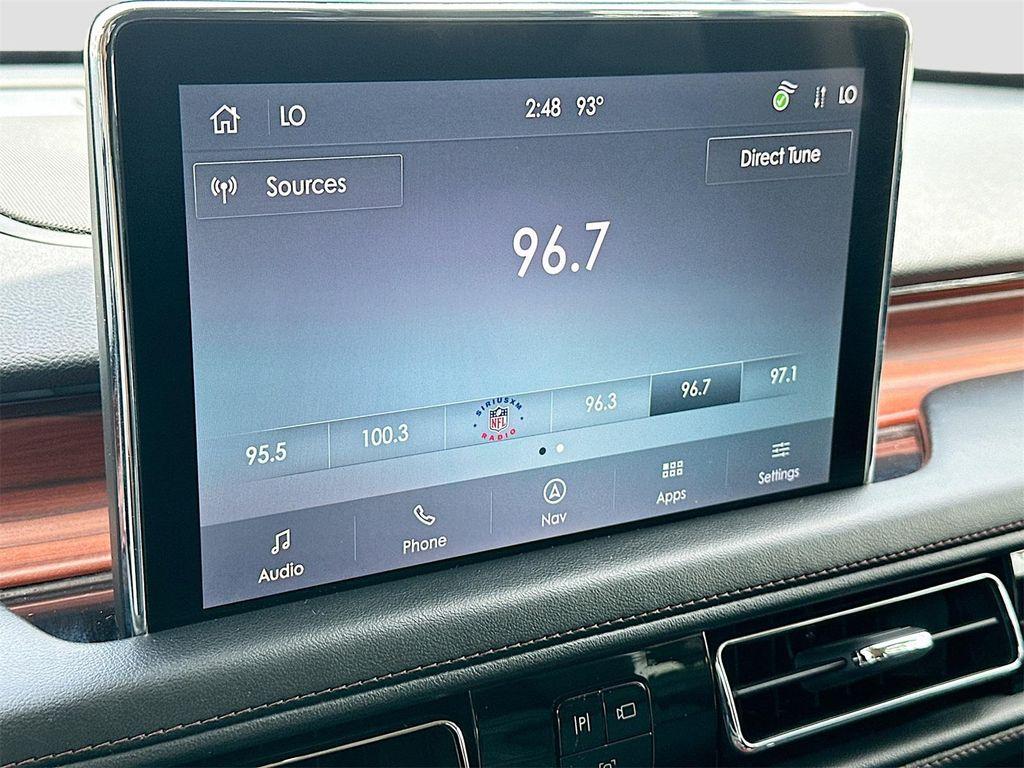 LO
2:48 93°
LO
Sources
Direct Tune
96.7
95.5
100.3
SIRIUSXM
NFL
RADIO
96.3
96.7
97.1
Audio
Phone
Nav
Apps
Settings
P